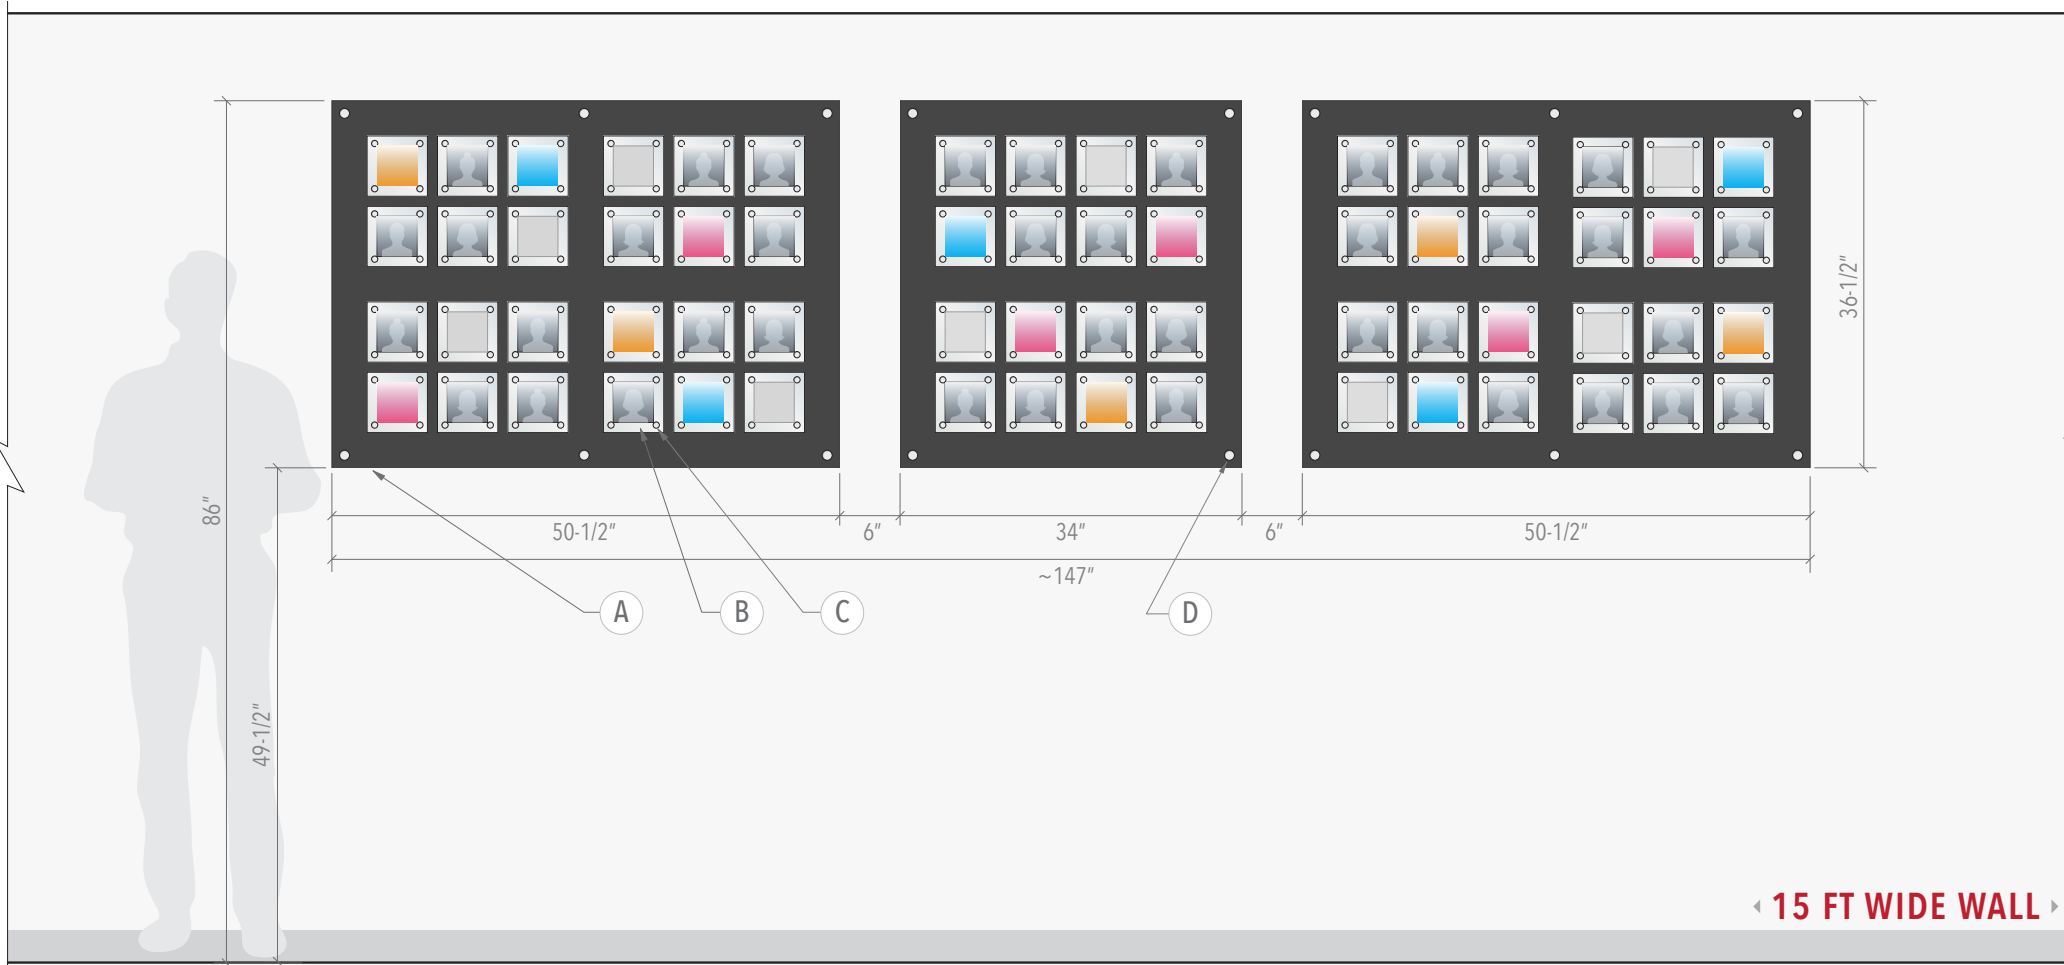 86"
49-1/2"
36-1/2"
50-1/2"
6"
34"
6"
50-1/2"
~147"
A
B
C
D
15 FT WIDE WALL